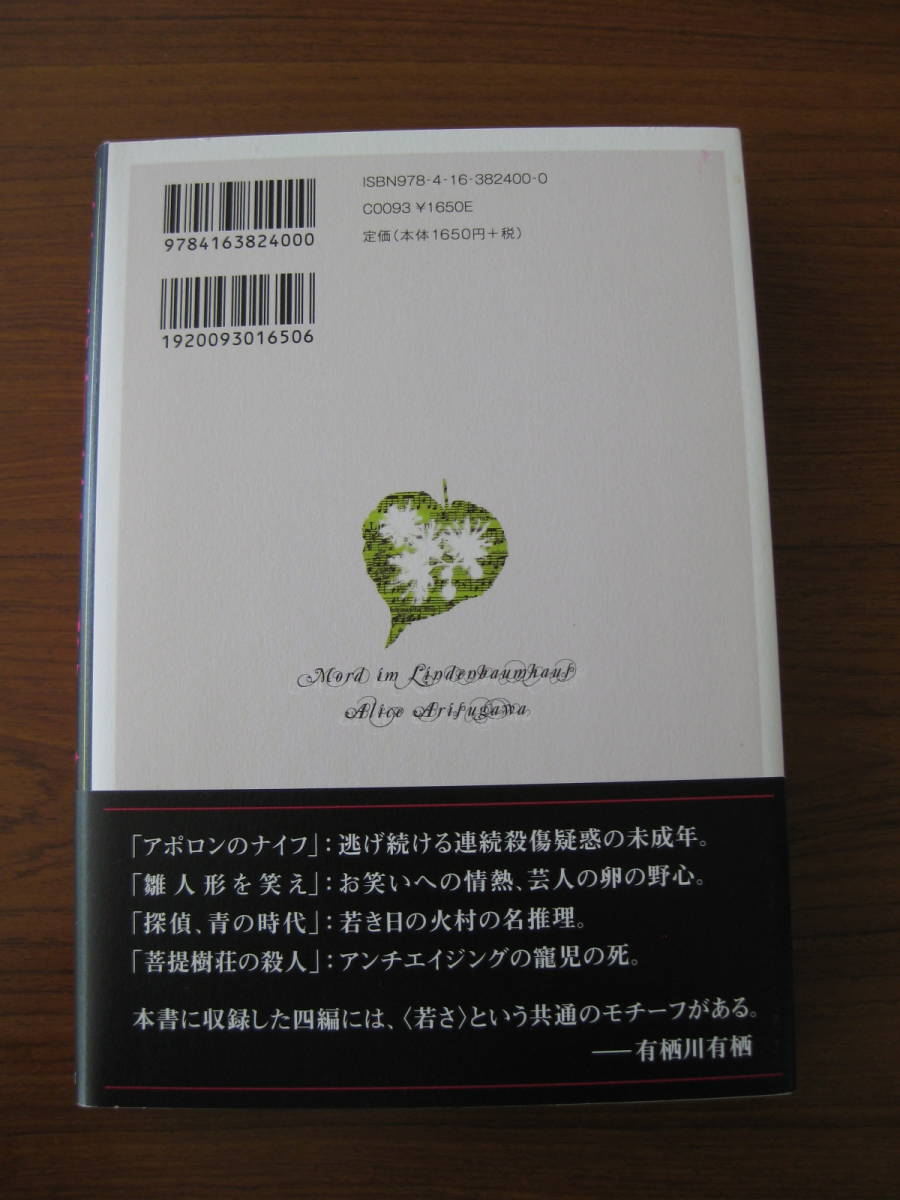 ISBN978-4-16-382400-0
C0093 ¥1650E
定価(本体1650円+税)
9784163824000
1920093016506
Mord im Lindenbaumhaus
Alice Arisugawa
「アポロンのナイフ」:逃げ続ける連続殺傷疑惑の未成年。
「雛人形を笑え」:お笑いへの情熱、芸人の卵の野心。
「探偵、青の時代」:若き日の火村の名推理。
「菩提樹荘の殺人」:アンチエイジングの寵児の死。
本書に収録した四編には、〈若さ〉という共通のモチーフがある。
――有栖川有栖